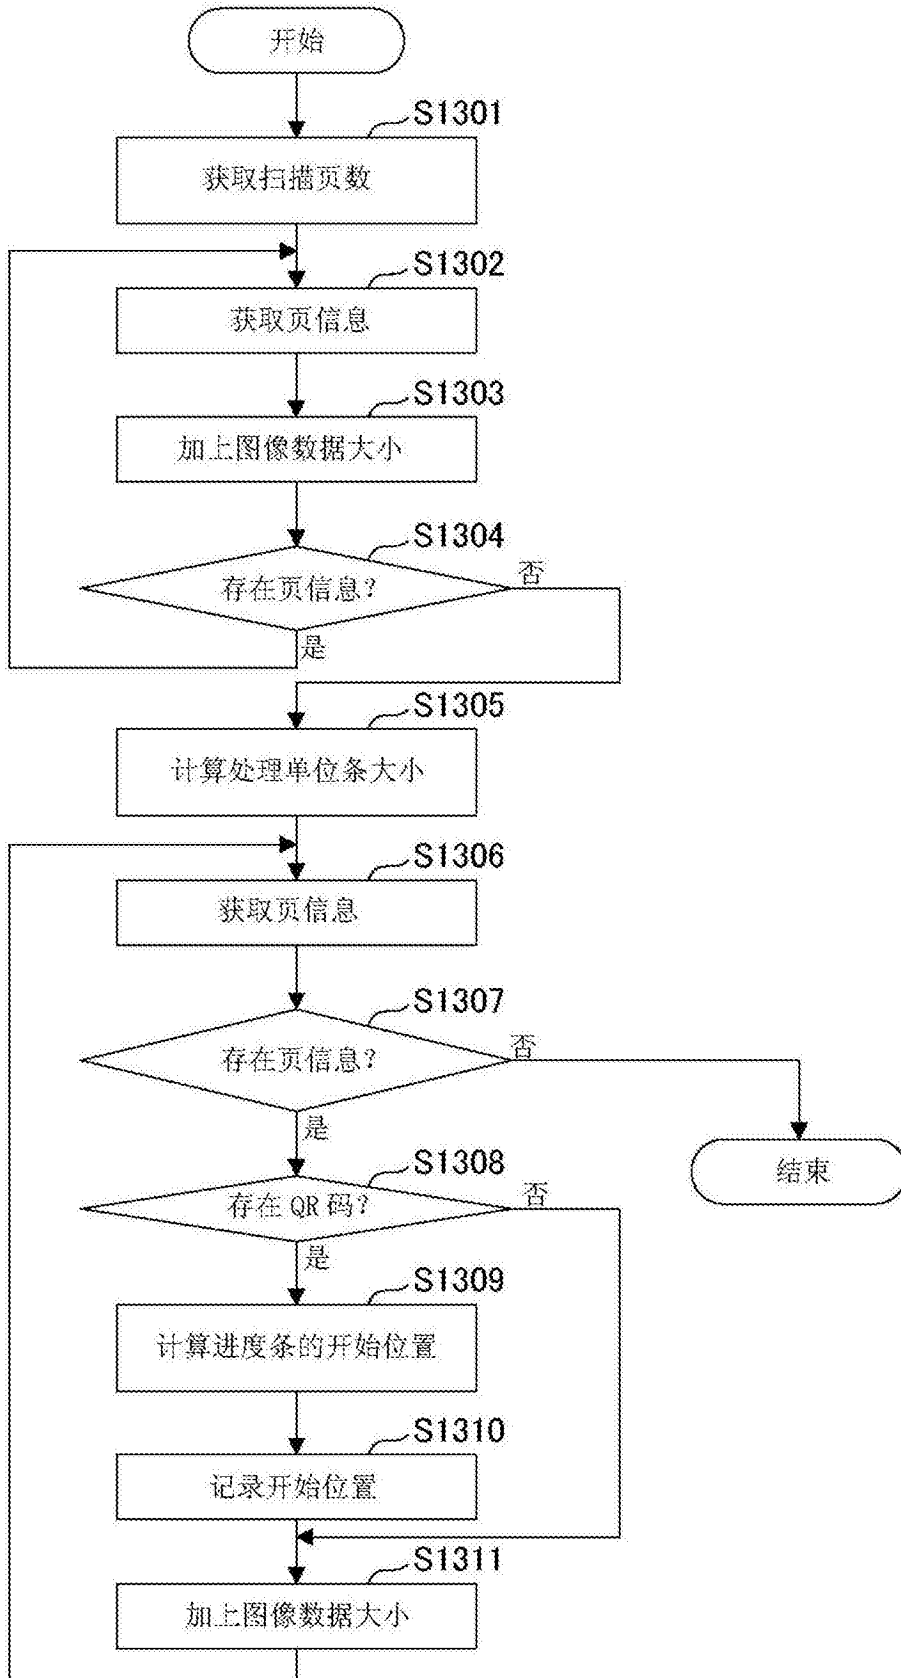 开始
S1301
获取扫描页数
S1302
获取页信息
S1303
加上图像数据大小
S1304
存在页信息？
否
是
S1305
计算处理单位条大小
S1306
获取页信息
S1307
存在页信息？
否
是
结束
S1308
存在QR码？
否
是
S1309
计算进度条的开始位置
S1310
记录开始位置
S1311
加上图像数据大小